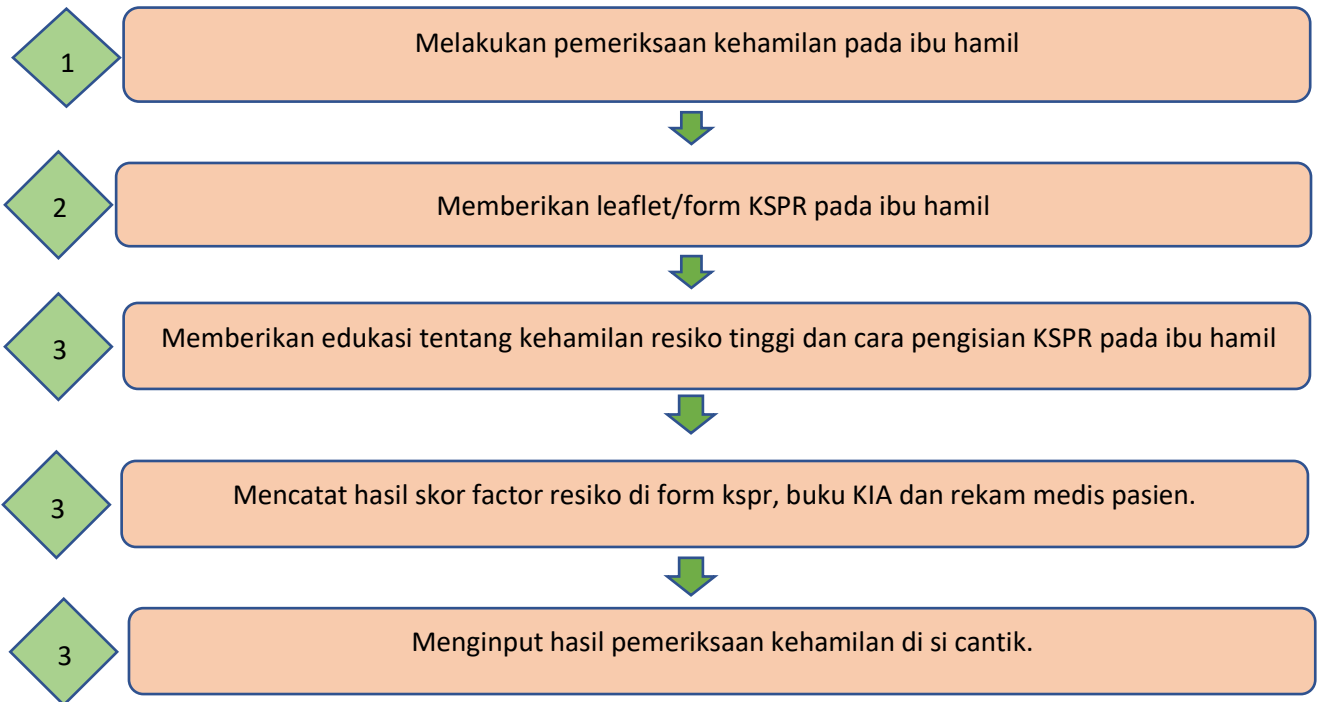 1
Melakukan pemeriksaan kehamilan pada ibu hamil
2
Memberikan leaflet/form KSPR pada ibu hamil
3
Memberikan edukasi tentang kehamilan resiko tinggi dan cara pengisian KSPR pada ibu hamil
3
Mencatat hasil skor factor resiko di form kspr, buku KIA dan rekam medis pasien.
3
Menginput hasil pemeriksaan kehamilan di si cantik.